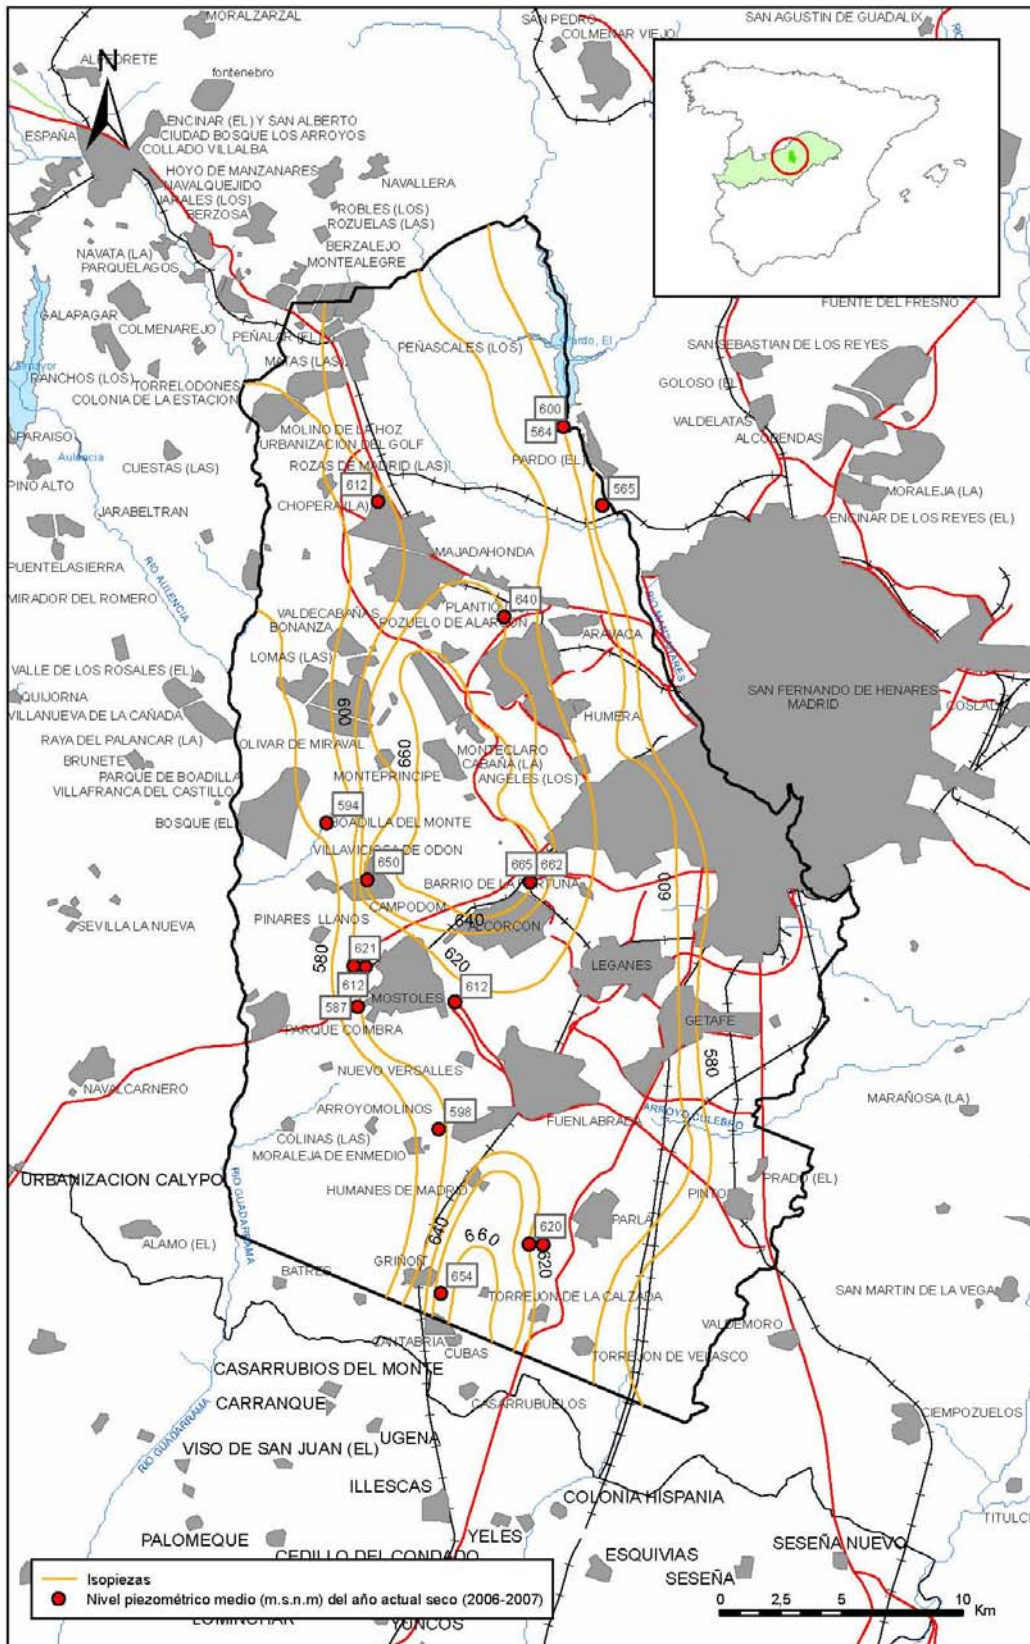 MORALZARZAL
SAN PEDRO
COLMENAR VIEJO
SAN AGUSTIN DE GUADALIX
ALPEDRETE
N
fontenebro
ESPAÑA
ENCINAR (EL) Y SAN ALBERTO
CIUDAD BOSQUE LOS ARROYOS
COLLADO VILLALBA
HOYO DE MANZANARES
NAVALQUEJIDO
JARALES (LOS)
BERZOSA
NAVALLERA
ROBLES (LOS)
ROZUELAS (LAS)
BERZALEJO
MONTEALEGRE
NAVATA (LA)
PARQUELAGOS
GALAPAGAR
COLMENAREJO
PEÑALAR (EL)
PEÑASCALES (LOS)
Pardo, El
FUENTE DEL FRESNO
SAN SEBASTIAN DE LOS REYES
MATAS (LAS)
RANCHOS (LOS)
TORRELODONES
COLONIA DE LA ESTACION
GOLOSO (EL)
VALDELATAS
ALCOBENDAS
600
564
MOLINO DE LA HOZ
URBANIZACION DEL GOLF
PARAISO
Aulencia
CUESTAS (LAS)
ROZAS DE MADRID (LAS)
PARDO (EL)
612
565
PINO ALTO
CHOPERA (LA)
MORALEJA (LA)
JARABELTRAN
ENCINAR DE LOS REYES (EL)
MAJADAHONDA
PUENTELASIERRA
RIO AULENCIA
MIRADOR DEL ROMERO
640
VALDECABAÑAS
BONANZA
POZUELO DE ALARCON
ARAVACA
RIO MANZANARES
LOMAS (LAS)
VALLE DE LOS ROSALES (EL)
QUIJORNA
VILLANUEVA DE LA CAÑADA
600
HUMERA
SAN FERNANDO DE HENARES
MADRID
RAYA DEL PALANCAR (LA)
OLIVAR DE MIRAVAL
660
MONTECLARO
CABAÑA (LA)
ANGELES (LOS)
BRUNETE
PARQUE DE BOADILLA
VILLAFRANCA DEL CASTILLO
MONTEPRINCIPE
BOSQUE (EL)
594
BOADILLA DEL MONTE
VILLAVICIOSA DE ODON
650
665
662
BARRIO DE LA FORTUNA
600
CAMPODOM
PINARES LLANOS
640
ALCORCON
SEVILLA LA NUEVA
580
621
620
LEGANES
612
587
MOSTOLES
612
PARQUE COIMBRA
GETAFE
580
NUEVO VERSALLES
NAVALCARNERO
MARAÑOSA (LA)
ARROYOMOLINOS
598
FUENLABRADA
ARROYO CULEBRO
COLINAS (LAS)
MORALEJA DE ENMEDIO
URBANIZACION CALYPO
RIO GUADARRAMA
HUMANES DE MADRID
PRADO (EL)
PINTO
PARLA
640
660
620
620
ALAMO (EL)
GRIÑON
BATRES
654
TORREJON DE LA CALZADA
SAN MARTIN DE LA VEGA
VALDEMORO
CANTABRIA
CUBAS
TORREJON DE VELASCO
CASARRUBIOS DEL MONTE
CARRANQUE
CASARRUBUELOS
CIEMPOZUELOS
RIO GUADARRAMA
UGENA
VISO DE SAN JUAN (EL)
ILLESCAS
COLONIA HISPANIA
TITULCI
PALOMEQUE
YELES
SESEÑA NUEVO
CEDILLO DEL CONDADO
ESQUIVIAS
SESEÑA
Isopiezas
Nivel piezométrico medio (m.s.n.m) del año actual seco (2006-2007)
LOMINCHAR
YUNCOS
0 2,5 5 10
Km